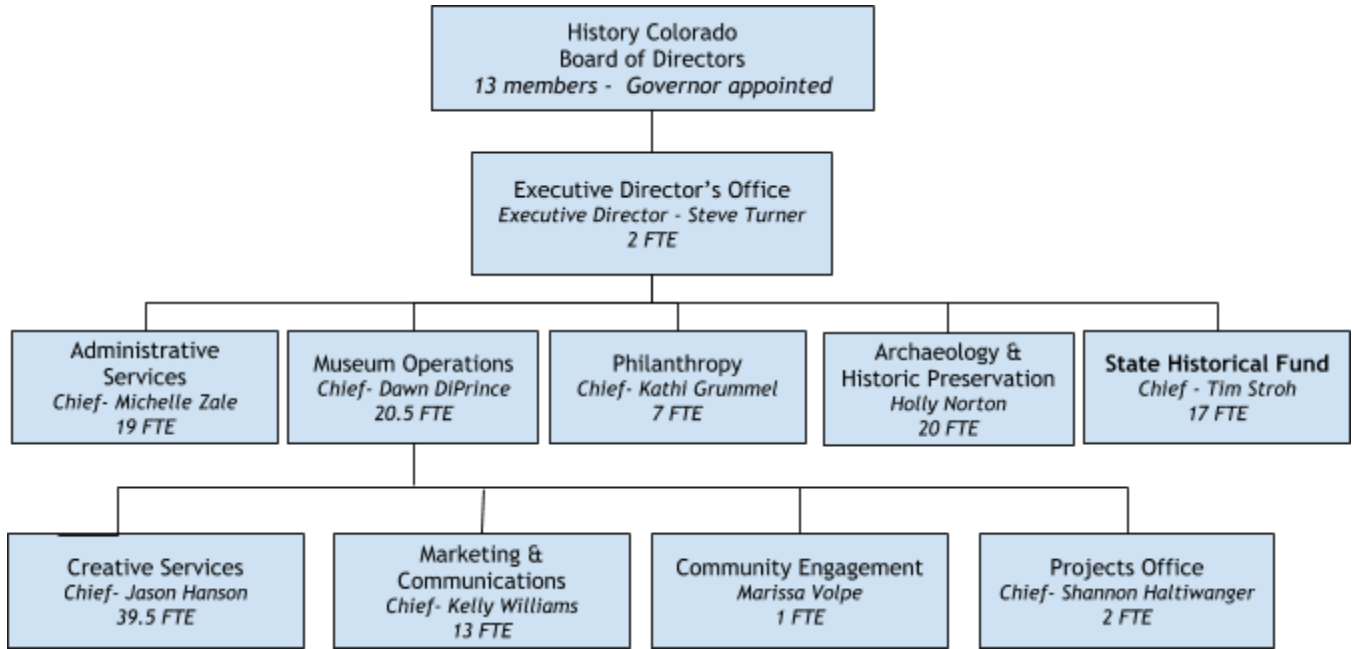 History Colorado
Board of Directors
13 members -  Governor appointed
Executive Director’s Office
Executive Director - Steve Turner
2 FTE
Administrative
Services
Chief- Michelle Zale
19 FTE
Museum Operations
Chief- Dawn DiPrince
20.5 FTE
Philanthropy
Chief- Kathi Grummel
7 FTE
Archaeology &
Historic Preservation
Holly Norton
20 FTE
State Historical Fund
Chief - Tim Stroh
17 FTE
Creative Services
Chief- Jason Hanson
39.5 FTE
Marketing &
Communications
Chief- Kelly Williams
13 FTE
Community Engagement
Marissa Volpe
1 FTE
Projects Office
Chief- Shannon Haltiwanger
2 FTE